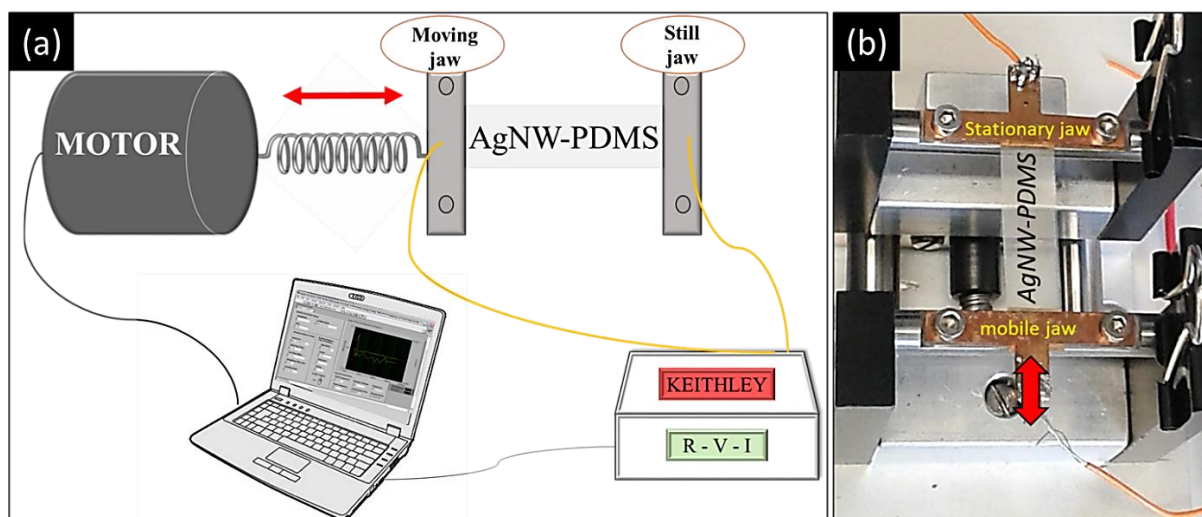 (a)
MOTOR
Moving
jaw
Still
jaw
AgNW-PDMS
KEITHLEY
R - V - I
(b)
Stationary jaw
AgNW-PDMS
mobile jaw